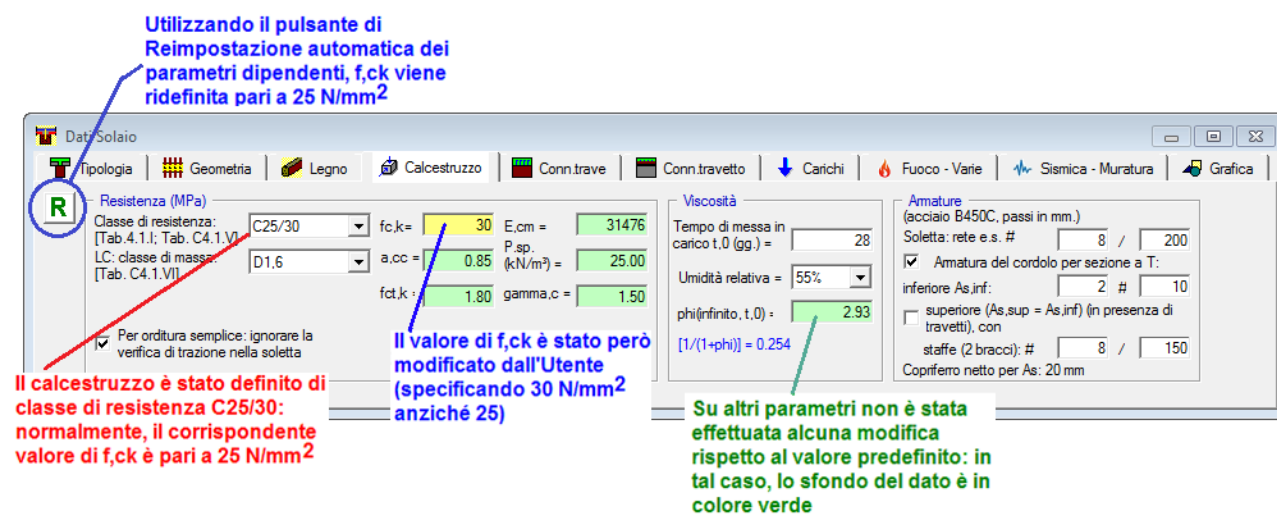 Utilizzando il pulsante di
Reimpostazione automatica dei
parametri dipendenti, f,ck viene
ridefinita pari a 25 N/mm2
Dati Solaio
Tipologia Geometria Legno Calcestruzzo Conn.trave Conn.travetto Carichi Fuoco - Varie Sismica - Muratura Grafica
R
Resistenza (MPa)
Classe di resistenza:
[Tab.4.1.I; Tab. C4.1.V]
C25/30
fc,k= 30
E,cm = 31476
LC: classe di massa:
[Tab. C4.1.VI]
D1,6
a,cc = 0.85
P.sp.
(kN/m³) = 25.00
fct,k = 1.80
gamma,c = 1.50
Per orditura semplice: ignorare la
verifica di trazione nella soletta
Viscosità
Tempo di messa in
carico t,0 (gg.) = 28
Umidità relativa = 55%
phi(infinito, t,0) = 2.93
[1/(1+phi)] = 0.254
Armature
(acciaio B450C, passi in mm.)
Soletta: rete e.s. # 8 / 200
Armatura del cordolo per sezione a T:
inferiore As,inf: 2 # 10
superiore (As,sup = As,inf) (in presenza di
travetti), con
staffe (2 bracci): # 8 / 150
Copriferro netto per As: 20 mm
Il calcestruzzo è stato definito di
classe di resistenza C25/30:
normalmente, il corrispondente
valore di f,ck è pari a 25 N/mm2
Il valore di f,ck è stato però
modificato dall'Utente
(specificando 30 N/mm2
anziché 25)
Su altri parametri non è stata
effettuata alcuna modifica
rispetto al valore predefinito: in
tal caso, lo sfondo del dato è in
colore verde